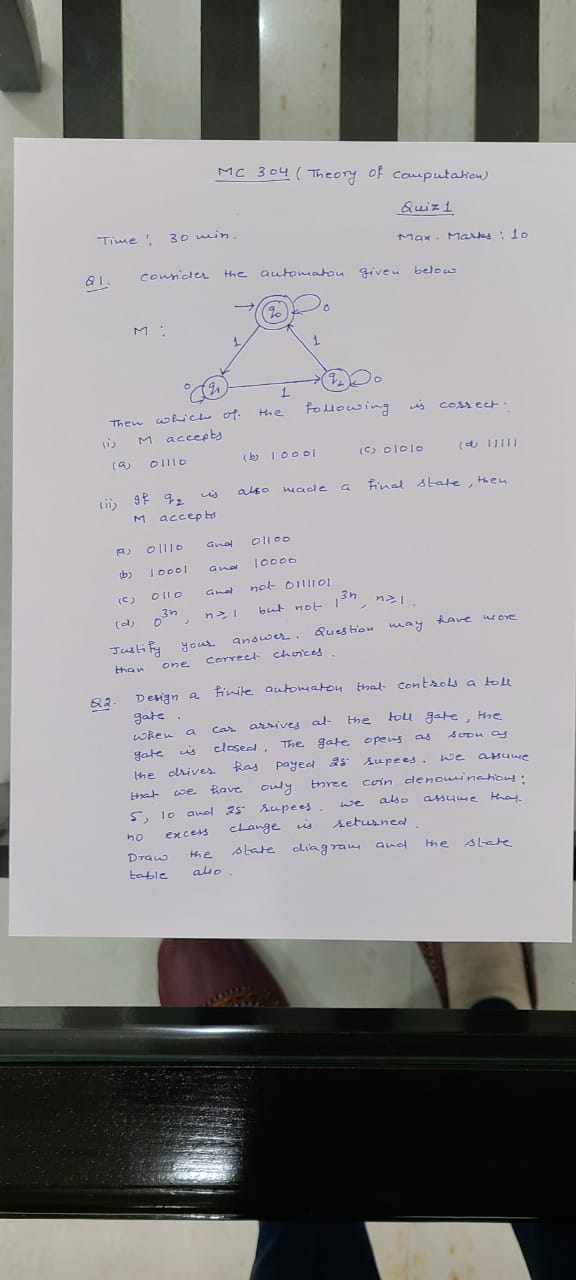 MC 304 ( Theory of Computation)
Quiz 1
Time : 30 min.
Max. Marks : 10
Q1. Consider the automaton given below
M :
q0
0
1
1
0
q1
1
q2
0
Then which of the following is correct :
(i) M accepts
(a) 01110 (b) 10001 (c) 01010 (d) 11111
(ii) If q2 is also made a final state, then
M accepts
(a) 01110 and 01100
(b) 10001 and 10000
(c) 0110 and not 0111101
(d) 0^3n, n≥1 but not 1^3n, n≥1.
Justify your answer. Question may have more
than one correct choices.
Q2. Design a finite automaton that controls a toll
gate.
When a car arrives at the toll gate, the
gate is closed. The gate opens as soon as
the driver has payed 25 rupees. We assume
that we have only three coin denominations:
5, 10 and 25 rupees. We also assume that
no excess change is returned.
Draw the state diagram and the state
table also.